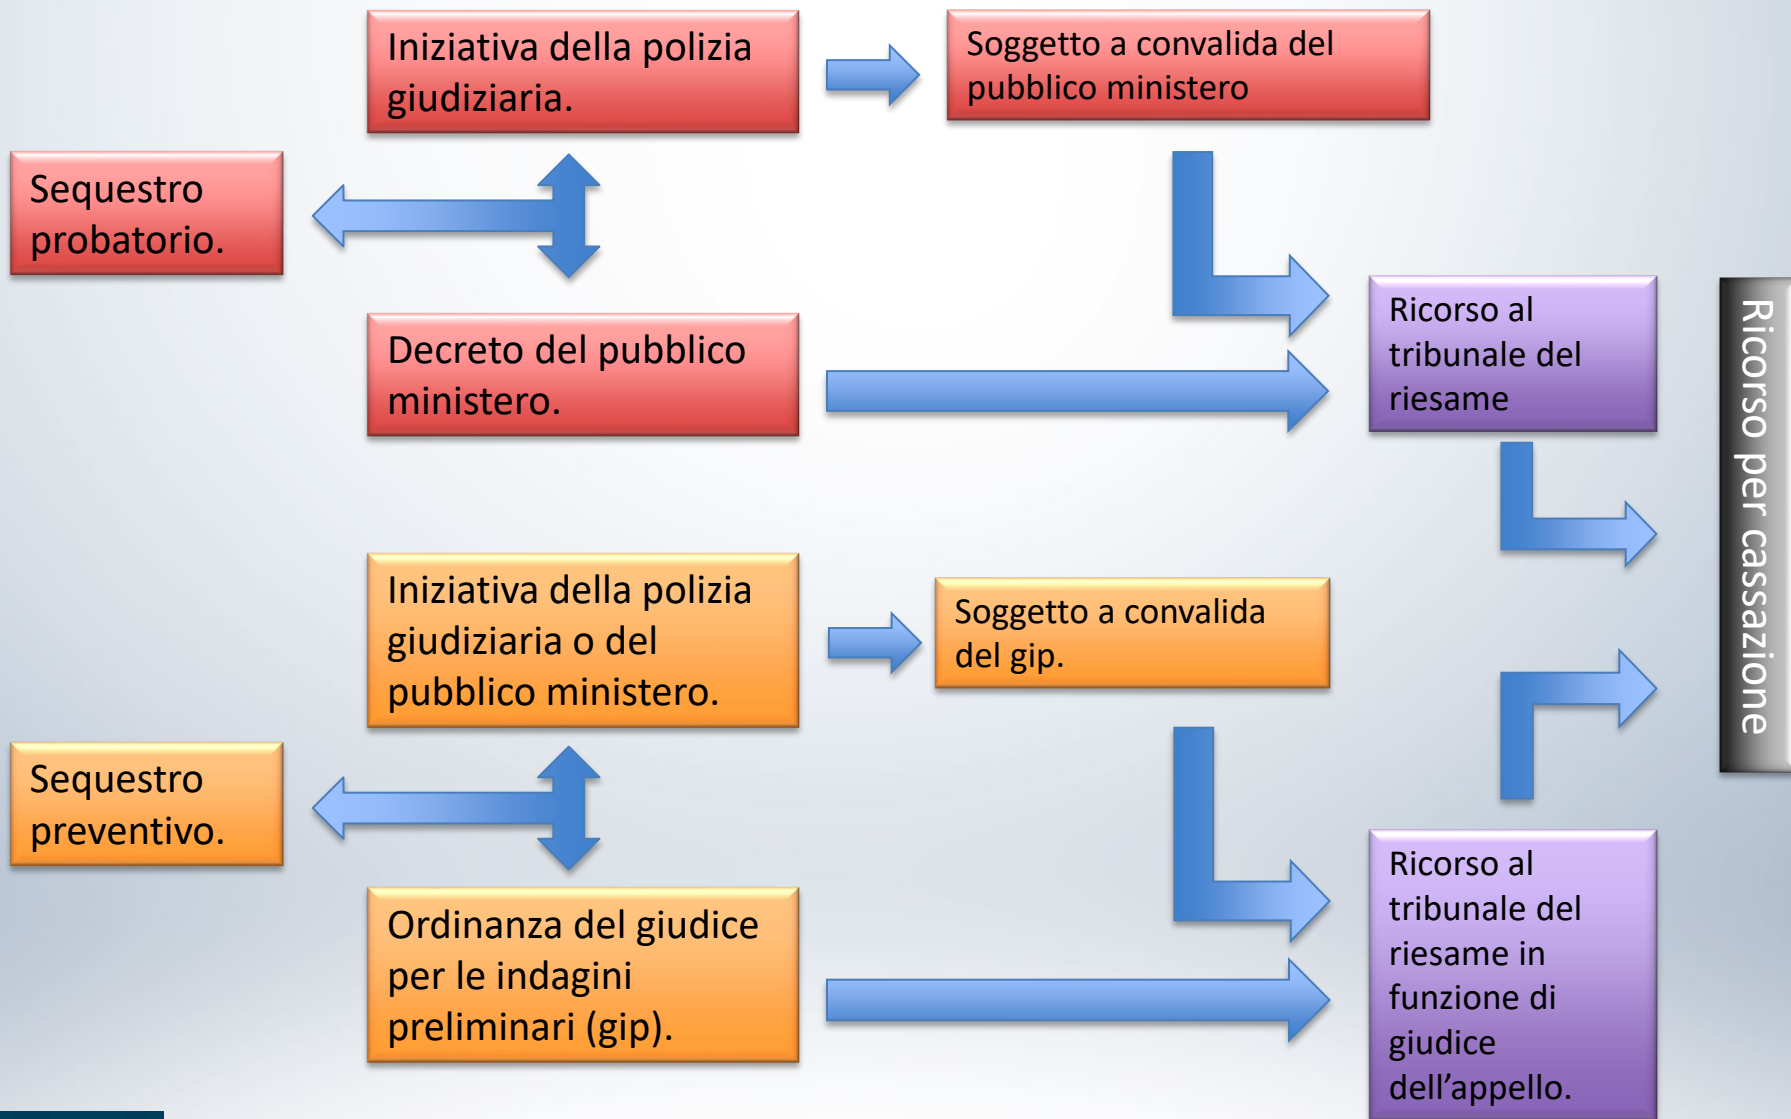 Iniziativa della polizia
giudiziaria.
Soggetto a convalida del
pubblico ministero
Sequestro
probatorio.
Decreto del pubblico
ministero.
Ricorso al
tribunale del
riesame
Ricorso per cassazione
Iniziativa della polizia
giudiziaria o del
pubblico ministero.
Soggetto a convalida
del gip.
Sequestro
preventivo.
Ordinanza del giudice
per le indagini
preliminari (gip).
Ricorso al
tribunale del
riesame in
funzione di
giudice
dell’appello.